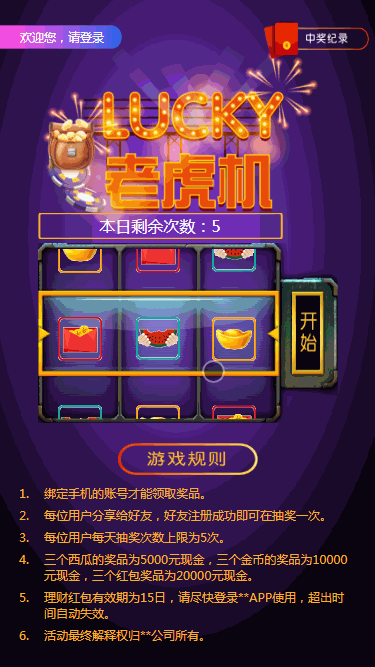 欢迎您，请登录
中奖纪录
LUCKY
老虎机
本日剩余次数：5
开始
游戏规则
1. 绑定手机的账号才能领取奖品。
2. 每位用户分享给好友，好友注册成功即可在抽奖一次。
3. 每位用户每天抽奖次数上限为5次。
4. 三个西瓜的奖品为5000元现金，三个金币的奖品为10000
元现金，三个红包奖品为20000元现金。
5. 理财红包有效期为15日，请尽快登录**APP使用，超出时
间自动失效。
6. 活动最终解释权归**公司所有。